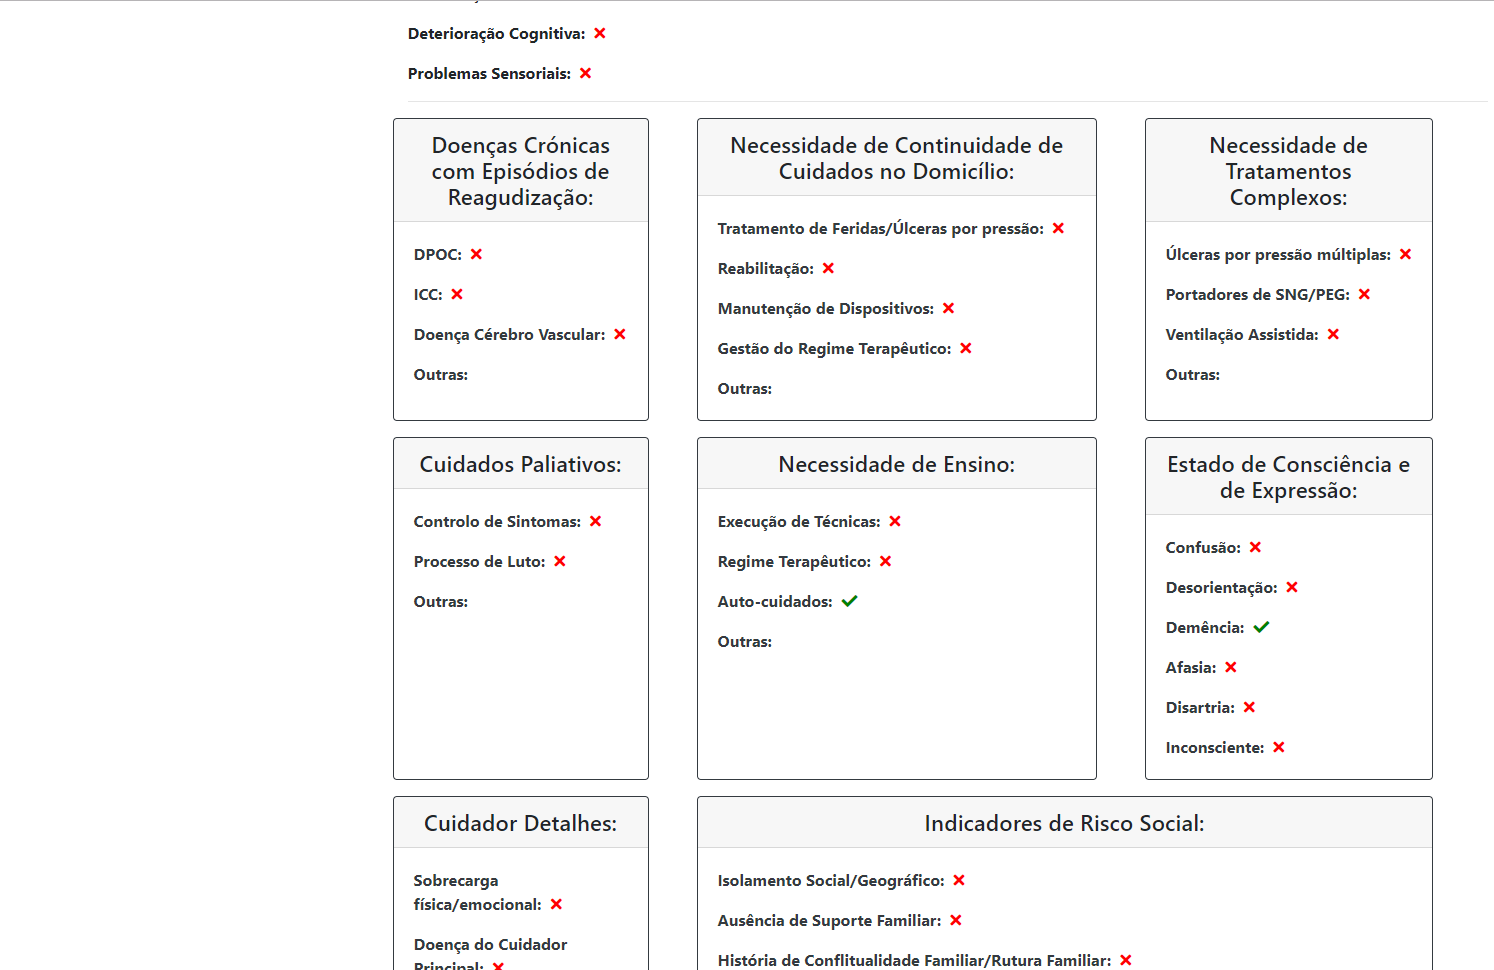 Deterioração Cognitiva:
Problemas Sensoriais:
Doenças Crónicas
com Episódios de
Reagudização:
DPOC:
ICC:
Doença Cérebro Vascular:
Outras:
Necessidade de Continuidade de
Cuidados no Domicílio:
Tratamento de Feridas/Úlceras por pressão:
Reabilitação:
Manutenção de Dispositivos:
Gestão do Regime Terapêutico:
Outras:
Necessidade de
Tratamentos
Complexos:
Úlceras por pressão múltiplas:
Portadores de SNG/PEG:
Ventilação Assistida:
Outras:
Cuidados Paliativos:
Controlo de Sintomas:
Processo de Luto:
Outras:
Necessidade de Ensino:
Execução de Técnicas:
Regime Terapêutico:
Auto-cuidados:
Outras:
Estado de Consciência e
de Expressão:
Confusão:
Desorientação:
Demência:
Afasia:
Disartria:
Inconsciente:
Cuidador Detalhes:
Sobrecarga
física/emocional:
Doença do Cuidador
Principal:
Indicadores de Risco Social:
Isolamento Social/Geográfico:
Ausência de Suporte Familiar:
História de Conflitualidade Familiar/Rutura Familiar: